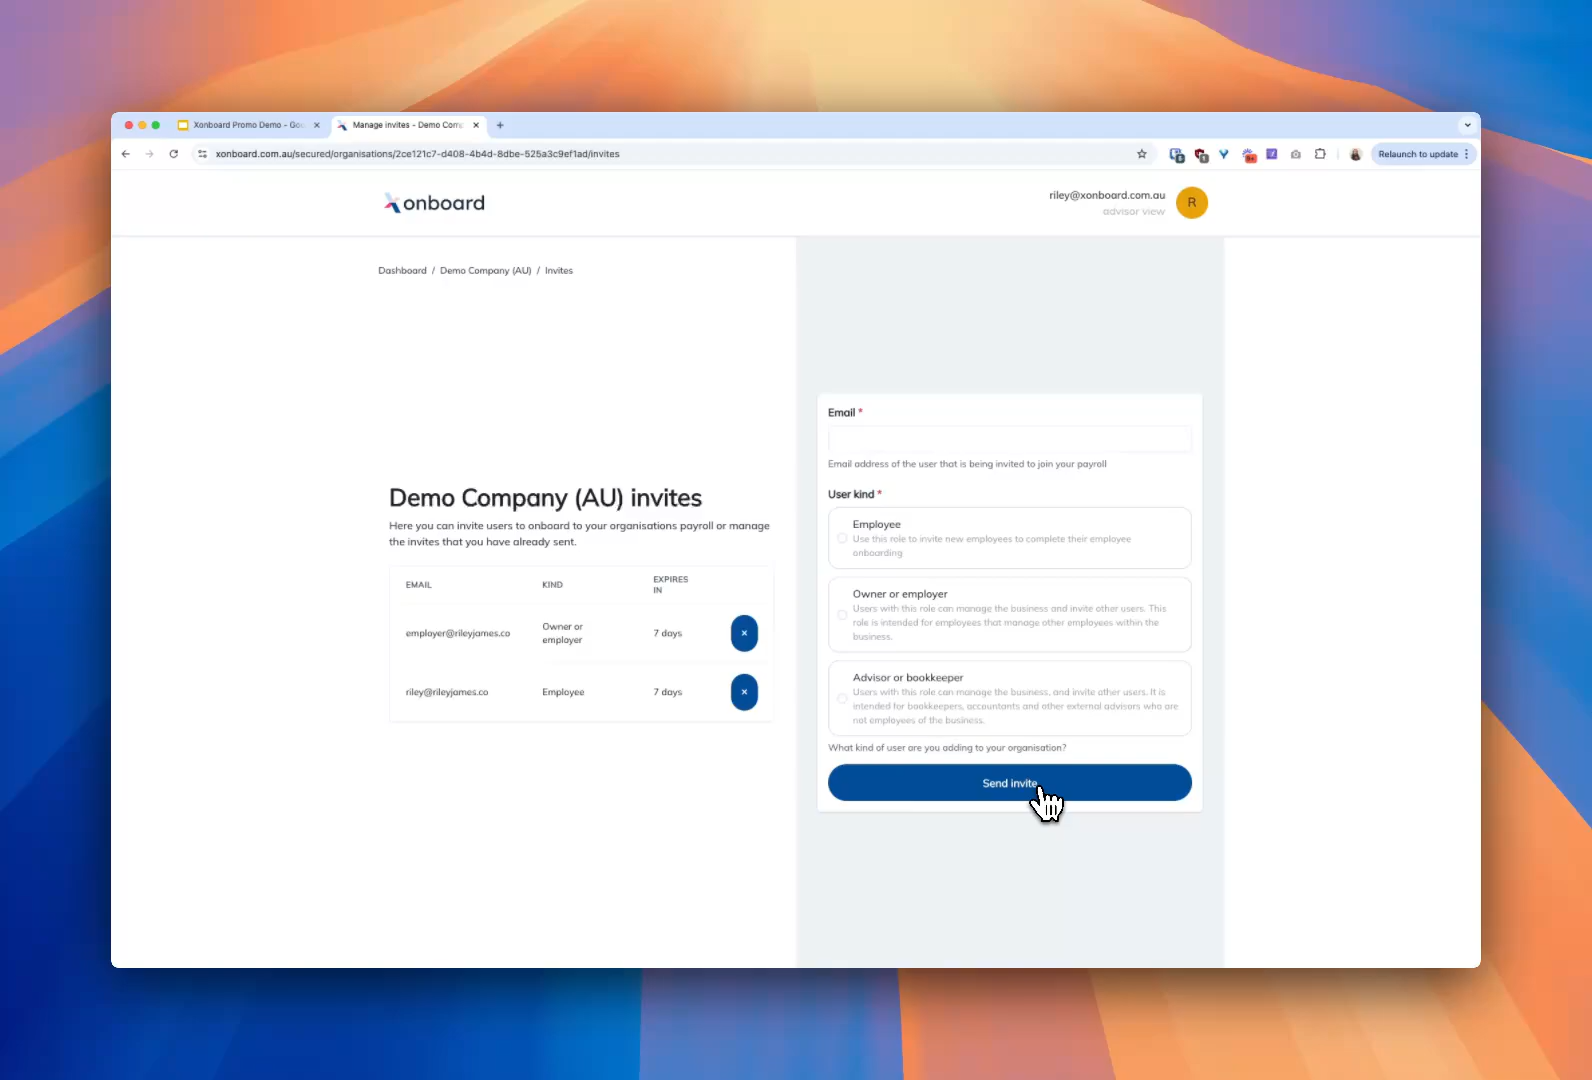 Xonboard Promo Demo - Goo
Manage invites - Demo Comp
xonboard.com.au/secured/organisations/2ce121c7-d408-4b4d-8dbe-525a3c9ef1ad/invites
Relaunch to update
xonboard
riley@xonboard.com.au
advisor view
R
Dashboard / Demo Company (AU) / Invites
Demo Company (AU) invites
Here you can invite users to onboard to your organisations payroll or manage
the invites that you have already sent.
EMAIL KIND EXPIRES
IN
employer@rileyjames.co Owner or
employer 7 days
riley@rileyjames.co Employee 7 days
Email *
Email address of the user that is being invited to join your payroll
User kind *
Employee
Use this role to invite new employees to complete their employee
onboarding
Owner or employer
Users with this role can manage the business and invite other users. This
role is intended for employees that manage other employees within the
business.
Advisor or bookkeeper
Users with this role can manage the business, and invite other users. It is
intended for bookkeepers, accountants and other external advisors who are
not employees of the business.
What kind of user are you adding to your organisation?
Send invite